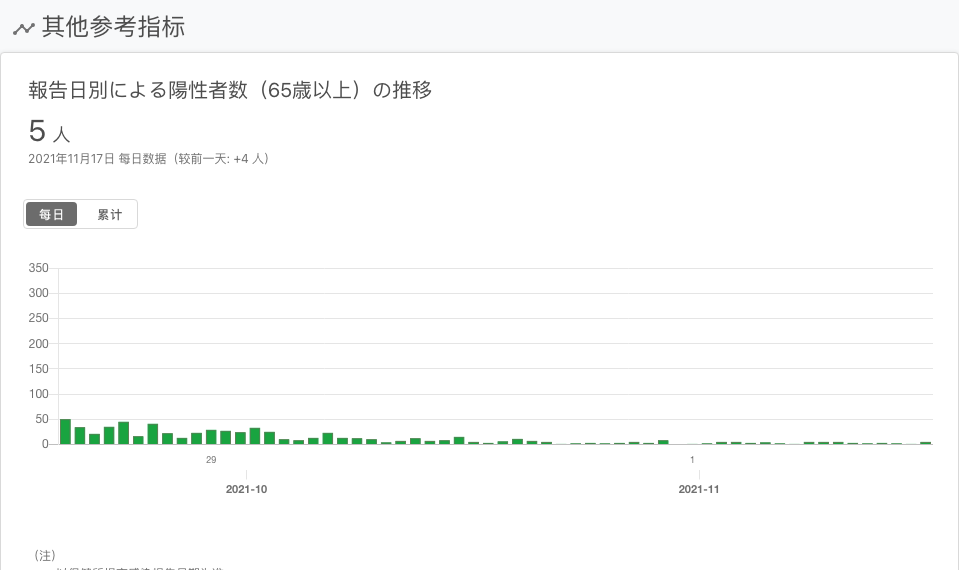 其他参考指标
報告日別による陽性者数（65歳以上）の推移
5 人
2021年11月17日 每日数据（较前一天: +4 人）
每日 累计
350
300
250
200
150
100
50
0
29 1
2021-10 2021-11
（注）